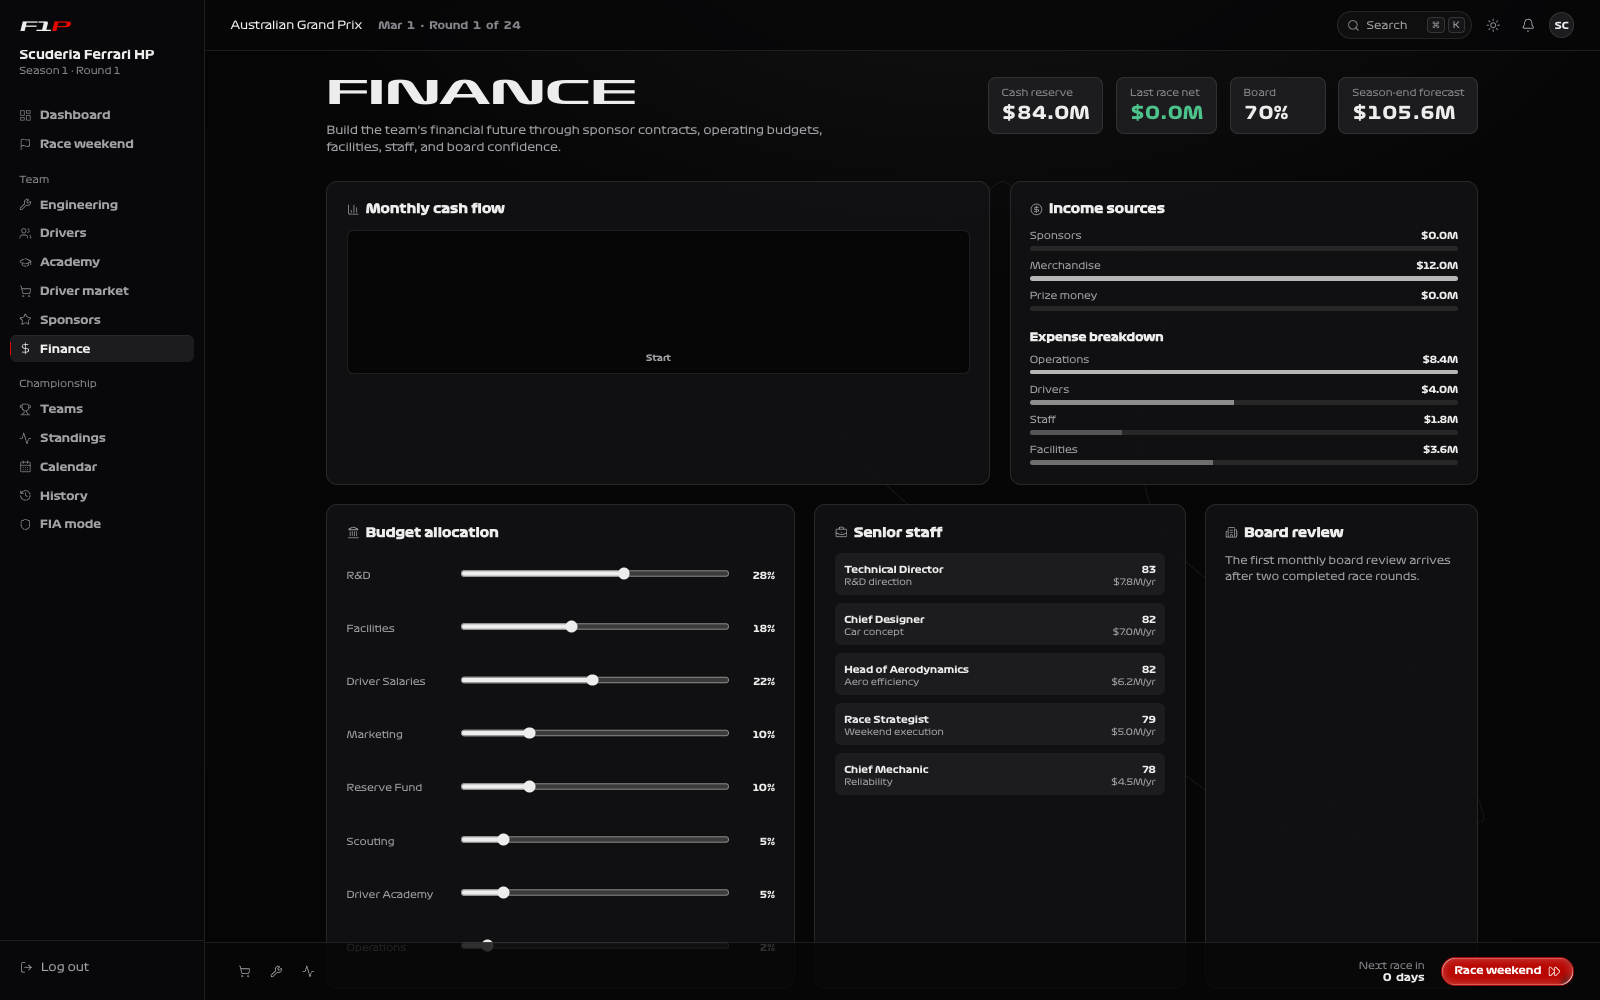 F1P
Scuderia Ferrari HP
Season 1 · Round 1
Dashboard
Race weekend
Team
Engineering
Drivers
Academy
Driver market
Sponsors
Finance
Championship
Teams
Standings
Calendar
History
FIA mode
Log out
Australian Grand Prix Mar 1 · Round 1 of 24
Search ⌘ K
SC
FINANCE
Build the team's financial future through sponsor contracts, operating budgets,
facilities, staff, and board confidence.
Cash reserve
$84.0M
Last race net
$0.0M
Board
70%
Season-end forecast
$105.6M
Monthly cash flow
Start
Income sources
Sponsors $0.0M
Merchandise $12.0M
Prize money $0.0M
Expense breakdown
Operations $8.4M
Drivers $4.0M
Staff $1.8M
Facilities $3.6M
Budget allocation
R&D 28%
Facilities 18%
Driver Salaries 22%
Marketing 10%
Reserve Fund 10%
Scouting 5%
Driver Academy 5%
Operations 2%
Senior staff
Technical Director 83
R&D direction $7.8M/yr
Chief Designer 82
Car concept $7.0M/yr
Head of Aerodynamics 82
Aero efficiency $6.2M/yr
Race Strategist 79
Weekend execution $5.0M/yr
Chief Mechanic 78
Reliability $4.5M/yr
Board review
The first monthly board review arrives
after two completed race rounds.
Next race in
0 days
Race weekend